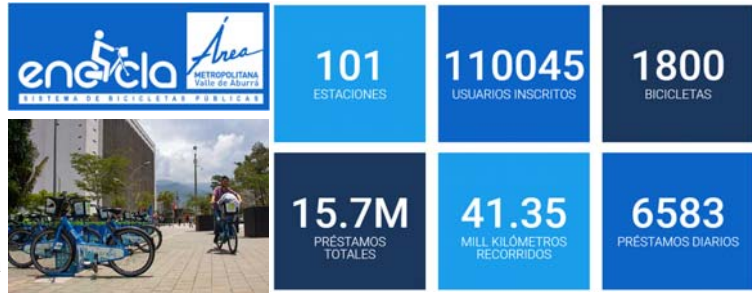 encicla
Área
METROPOLITANA
Valle de Aburrá
SISTEMA DE BICICLETAS PÚBLICAS
101
ESTACIONES
110045
USUARIOS INSCRITOS
1800
BICICLETAS
15.7M
PRÉSTAMOS
TOTALES
41.35
MILL KILÓMETROS
RECORRIDOS
6583
PRÉSTAMOS DIARIOS